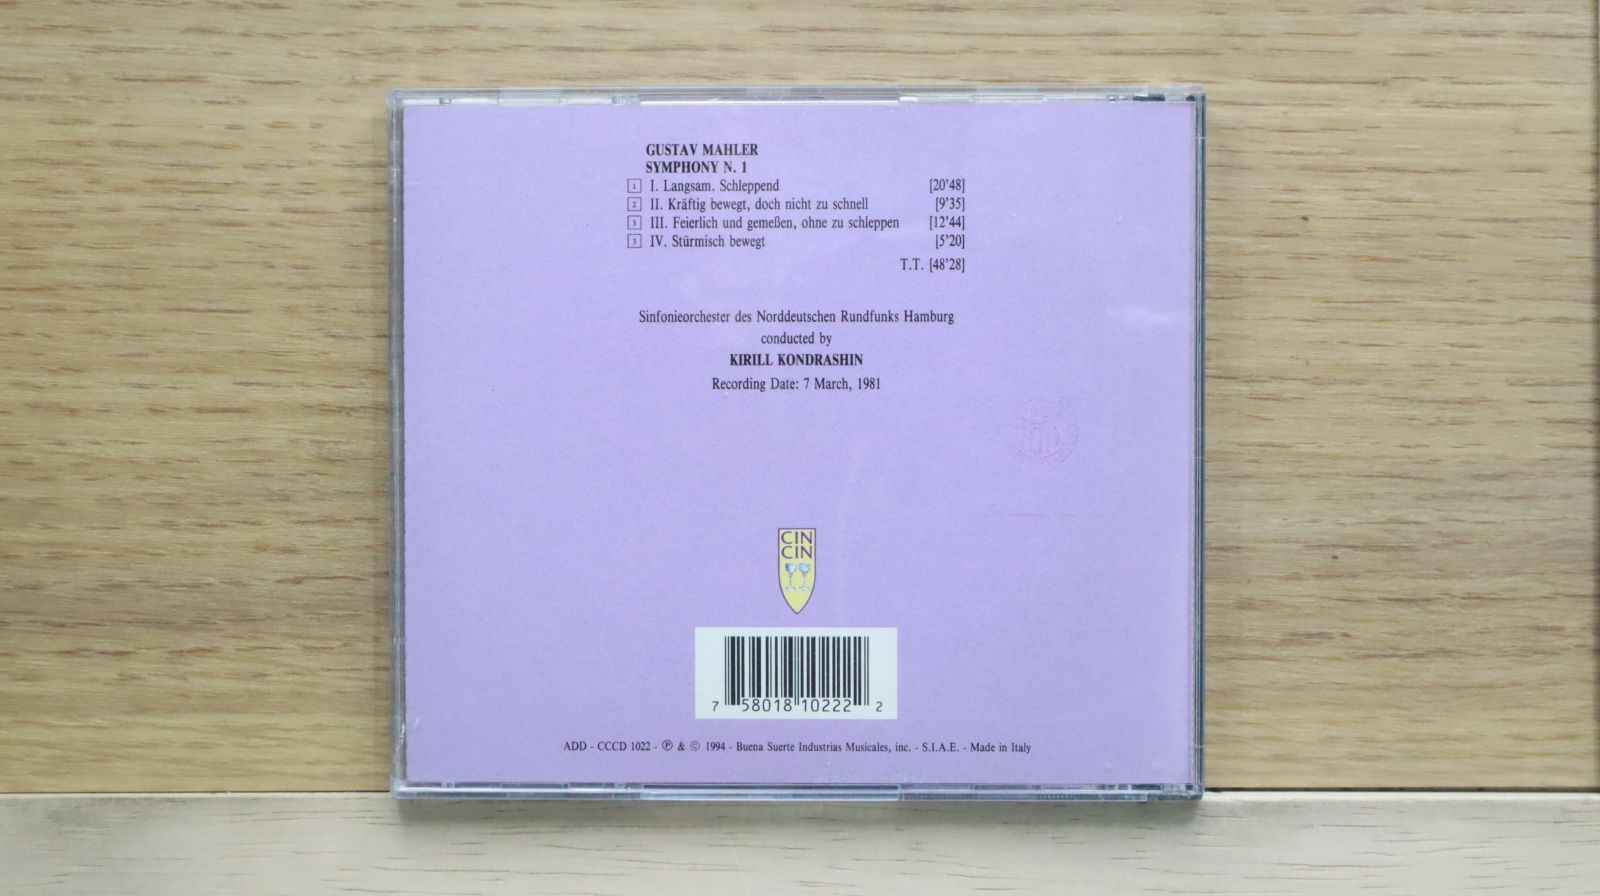 GUSTAV MAHLER
SYMPHONY N. 1
1 I. Langsam. Schleppend [20'48]
2 II. Kräftig bewegt, doch nicht zu schnell [9'35]
3 III. Feierlich und gemeßen, ohne zu schleppen [12'44]
3 IV. Stürmisch bewegt [5'20]
T.T. [48'28]
Sinfonieorchester des Norddeutschen Rundfunks Hamburg
conducted by
KIRILL KONDRASHIN
Recording Date: 7 March, 1981
CIN
CIN
7 58018 10222 2
ADD - CCCD 1022 - ℗ & © 1994 - Buena Suerte Industrias Musicales, inc. - S.I.A.E. - Made in Italy